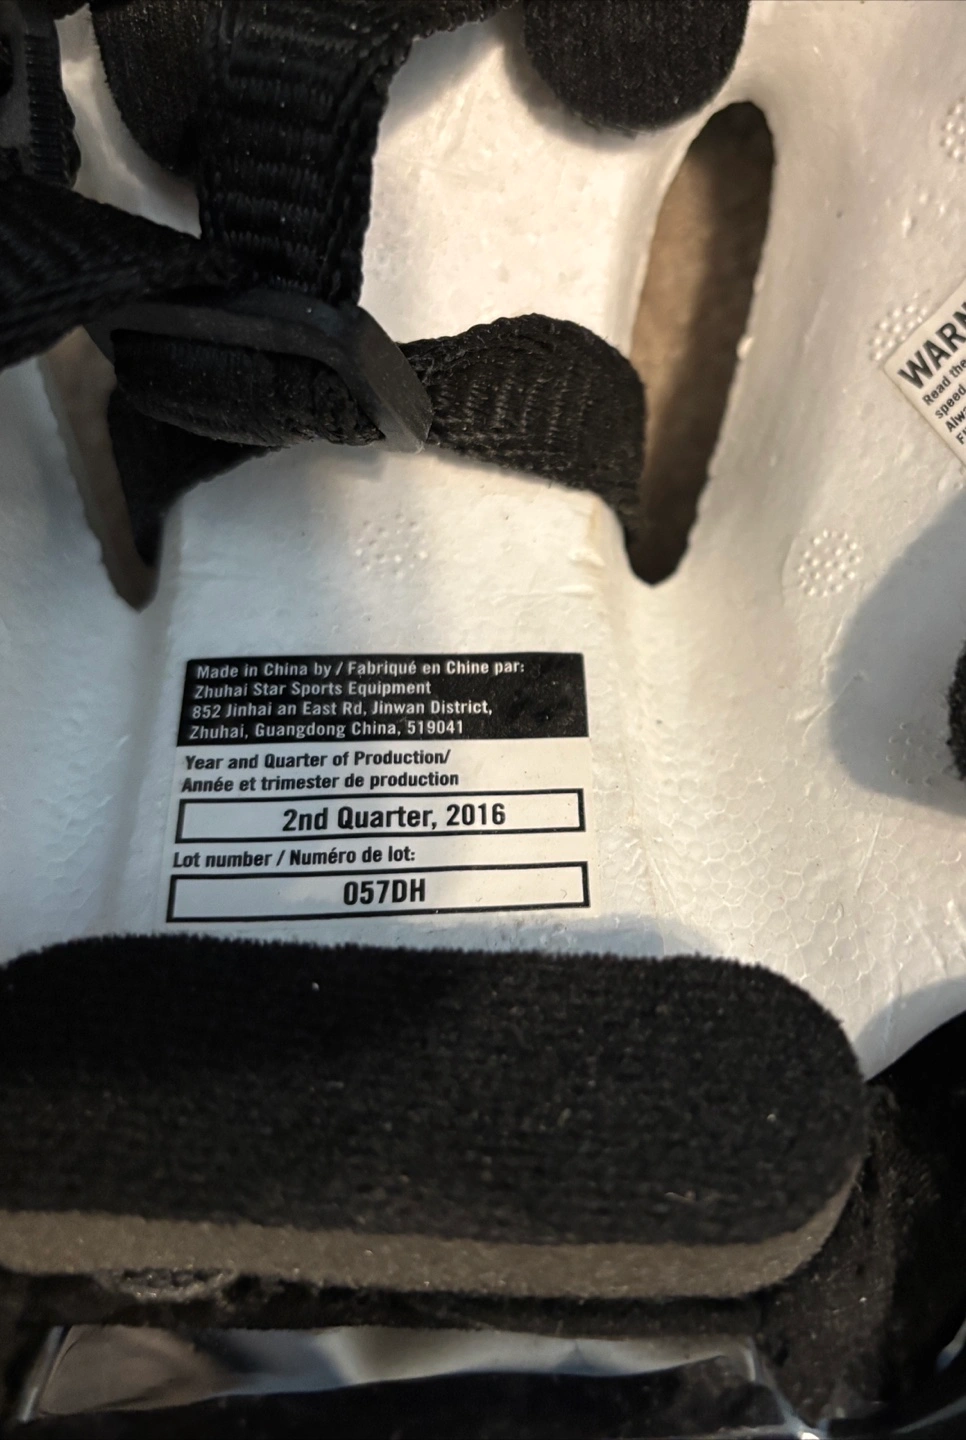 Made in China by / Fabriqué en Chine par:
Zhuhai Star Sports Equipment
852 Jinhai an East Rd, Jinwan District,
Zhuhai, Guangdong China, 519041
Year and Quarter of Production/
Année et trimester de production
2nd Quarter, 2016
Lot number / Numéro de lot:
057DH
Read the
speed